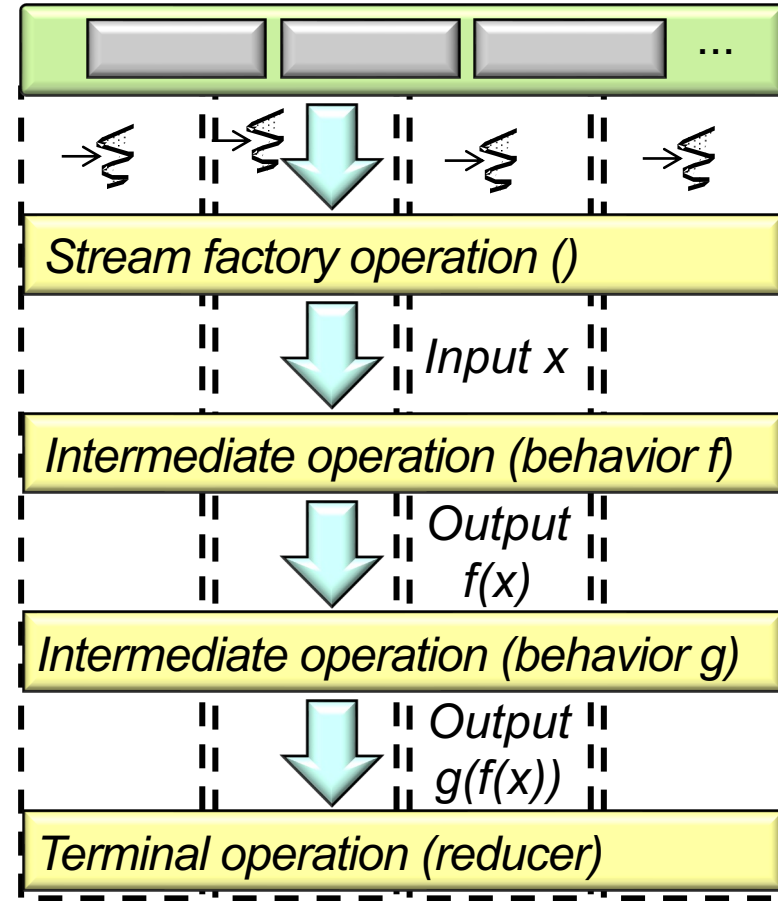 ...
Stream factory operation ()
Input x
Intermediate operation (behavior f)
Output
f(x)
Intermediate operation (behavior g)
Output
g(f(x))
Terminal operation (reducer)